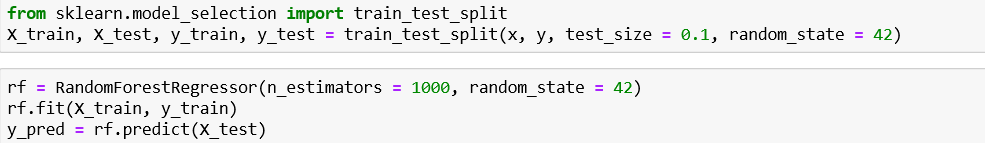 from sklearn.model_selection import train_test_split
X_train, X_test, y_train, y_test = train_test_split(x, y, test_size = 0.1, random_state = 42)
rf = RandomForestRegressor(n_estimators = 1000, random_state = 42)
rf.fit(X_train, y_train)
y_pred = rf.predict(X_test)